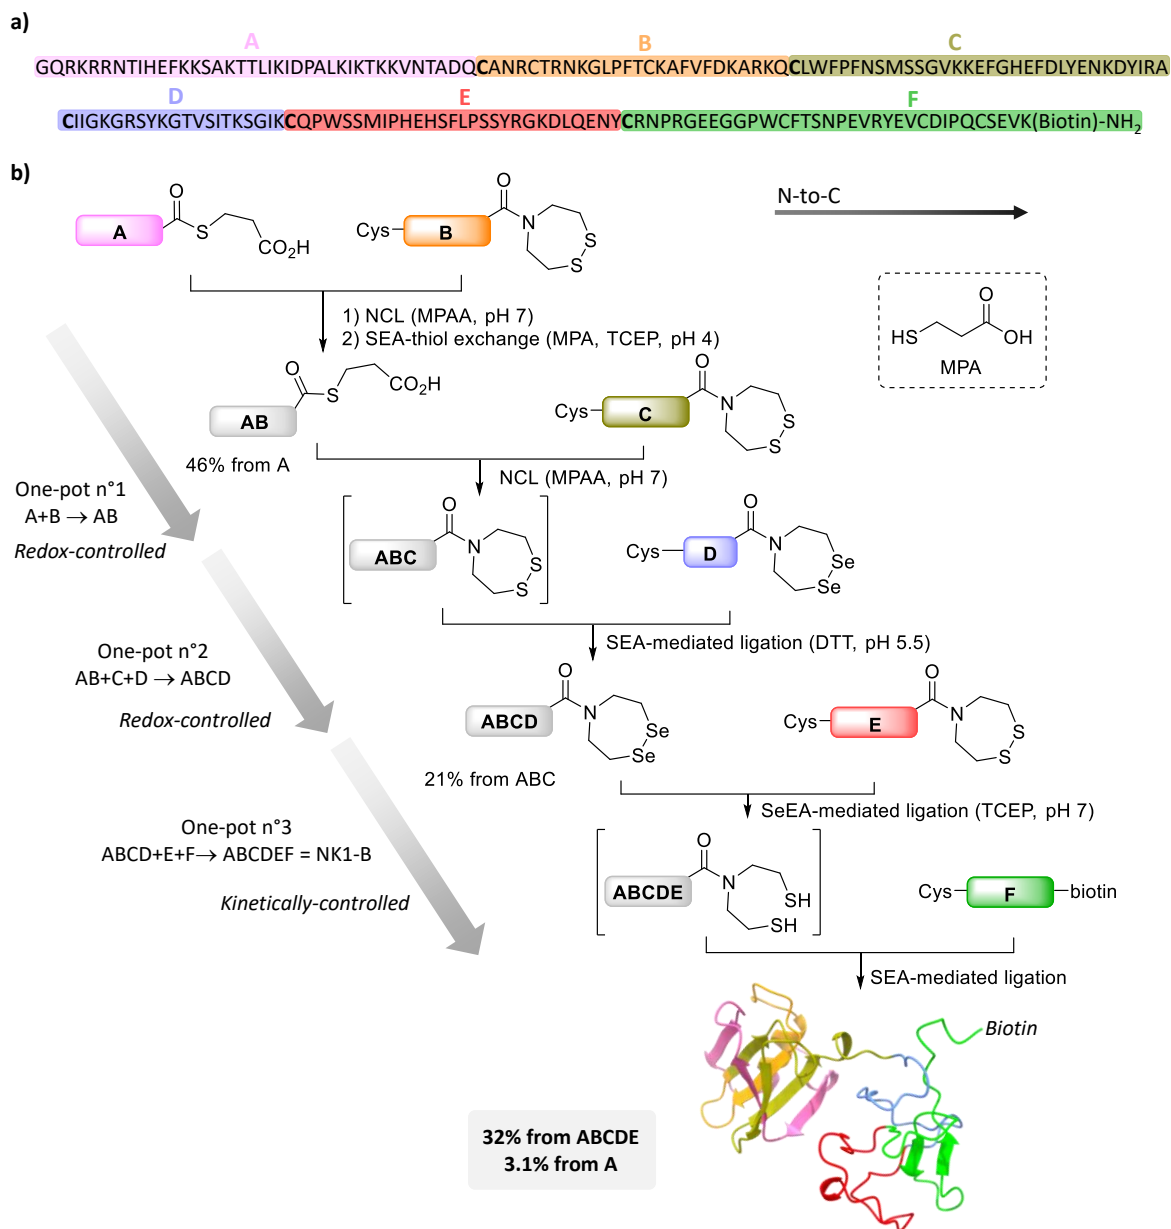 a)
A
B
C
GQRKRRNTIHEFKKSAKTTLIKIDPALKIKTKKVNTADQCANRCTRNKGLPFTCKAFVFDKARKQCLWFPFNSMSSGVKKEFGHEFDLYENKDYIRA
D
E
F
CIIGKGRSYKGTVSITKSGIKCQPWSSMIPHEHSFLPSSYRGKDLQENYCRNPRGEEGGPWCFTSNPEVRYEVCDIPQCSEVK(Biotin)-NH2
b)
N-to-C
A
O
S
CO2H
Cys
B
O
N
S
S
O
HS
OH
MPA
1) NCL (MPAA, pH 7)
2) SEA-thiol exchange (MPA, TCEP, pH 4)
AB
O
S
CO2H
Cys
C
O
N
S
S
46% from A
NCL (MPAA, pH 7)
One-pot n°1
A+B → AB
Redox-controlled
ABC
O
N
S
S
Cys
D
O
N
Se
Se
SEA-mediated ligation (DTT, pH 5.5)
One-pot n°2
AB+C+D → ABCD
Redox-controlled
ABCD
O
N
Se
Se
Cys
E
O
N
S
S
21% from ABC
SeEA-mediated ligation (TCEP, pH 7)
One-pot n°3
ABCD+E+F→ ABCDEF = NK1-B
Kinetically-controlled
ABCDE
O
N
SH
SH
Cys
F
biotin
SEA-mediated ligation
Biotin
32% from ABCDE
3.1% from A